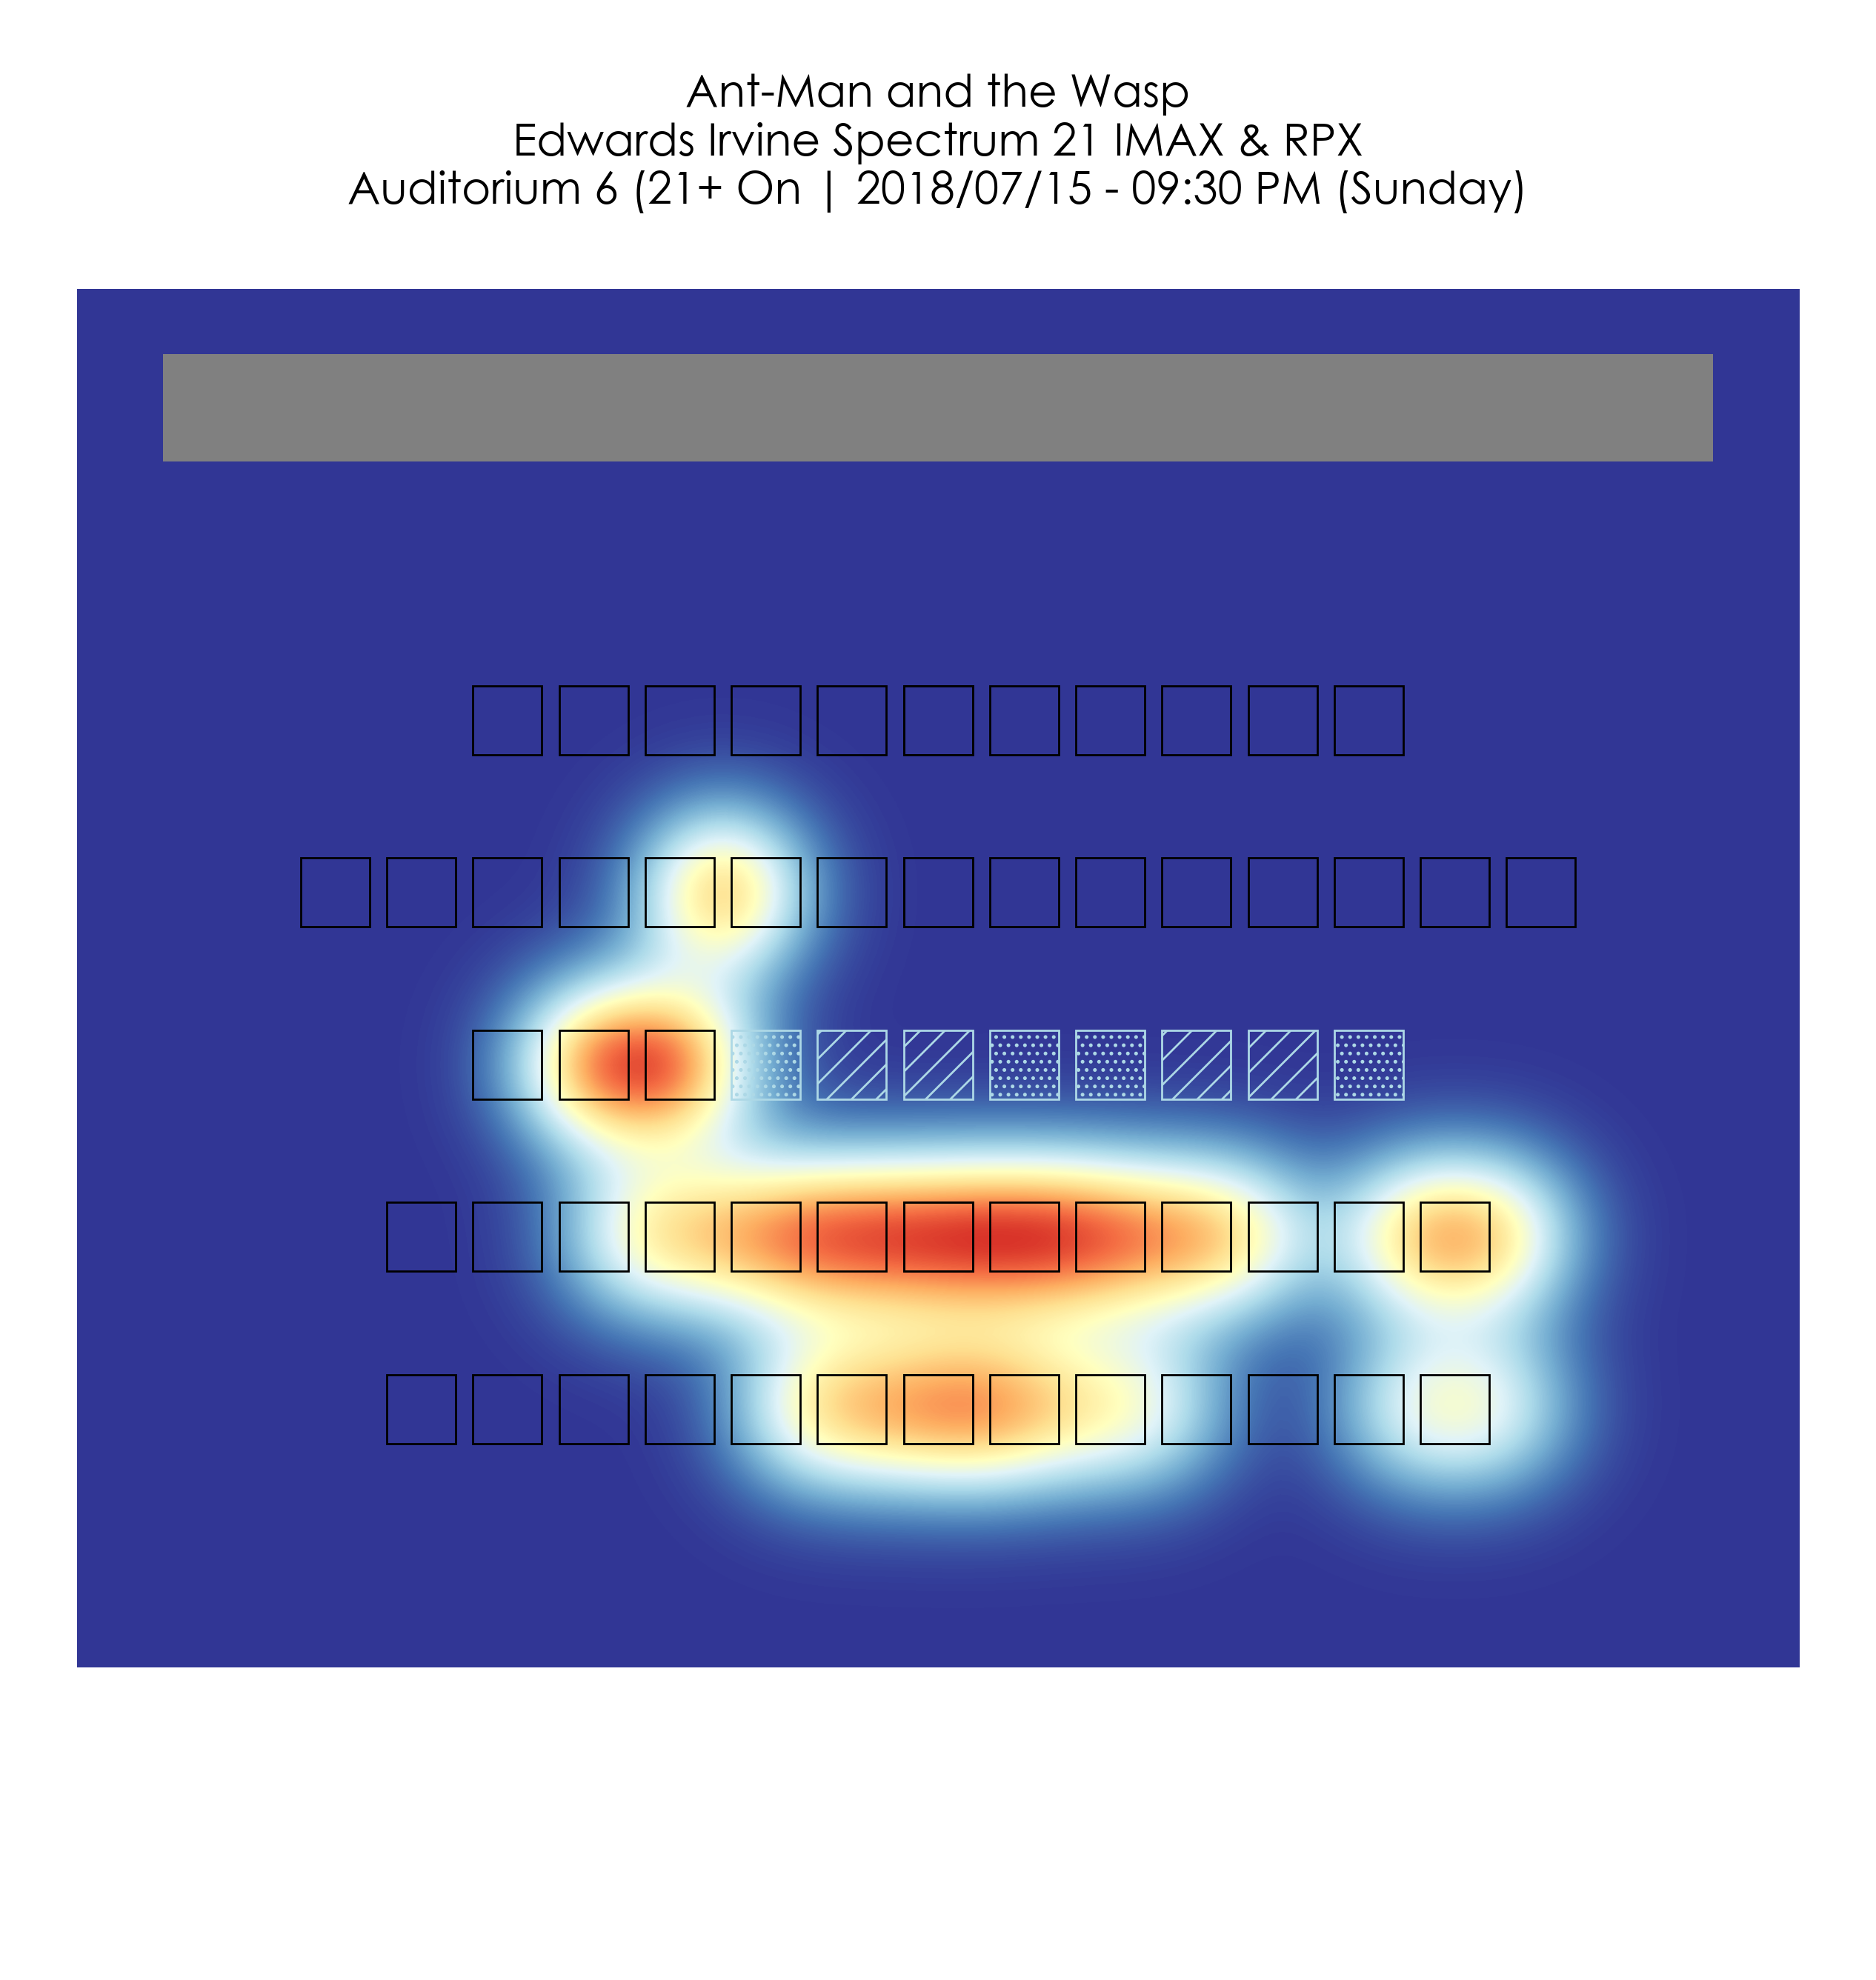 Ant-Man and the Wasp
Edwards Irvine Spectrum 21 IMAX & RPX
Auditorium 6 (21+ On | 2018/07/15 - 09:30 PM (Sunday)